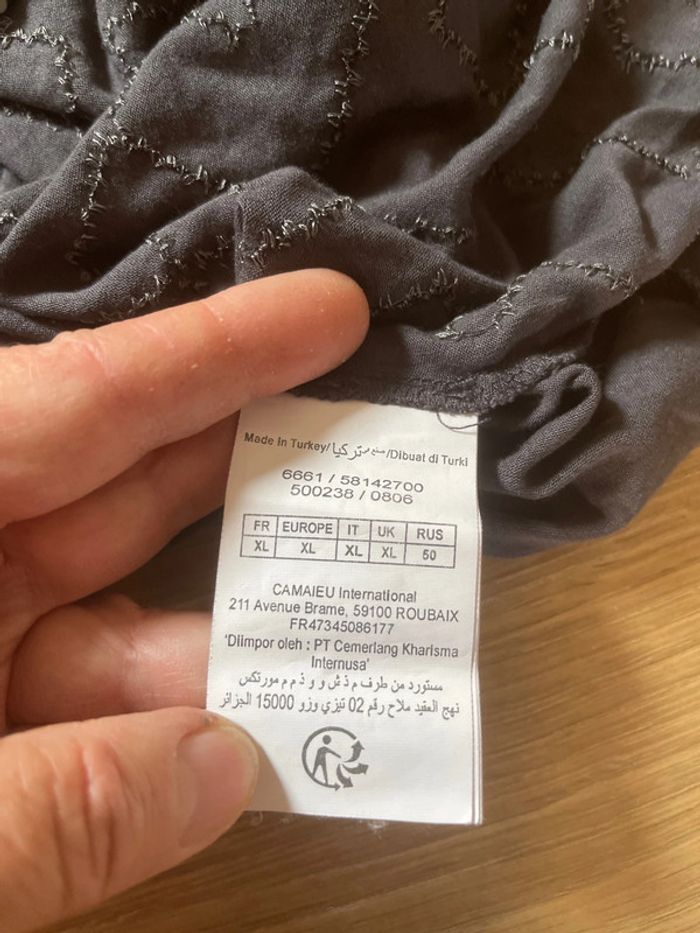 Made In Turkey/صنع في تركيا/Dibuat di Turki
6661 / 58142700
500238 / 0806
FR EUROPE IT UK RUS
XL XL XL XL 50
CAMAIEU International
211 Avenue Brame, 59100 ROUBAIX
FR47345086177
'Diimpor oleh : PT Cemerlang Kharisma
Internusa'
مستورد من طرف م ذ ش و و ذ م م مورتكس
نهج العقيد ملاح رقم 02 تيزي وزو 15000 الجزائر